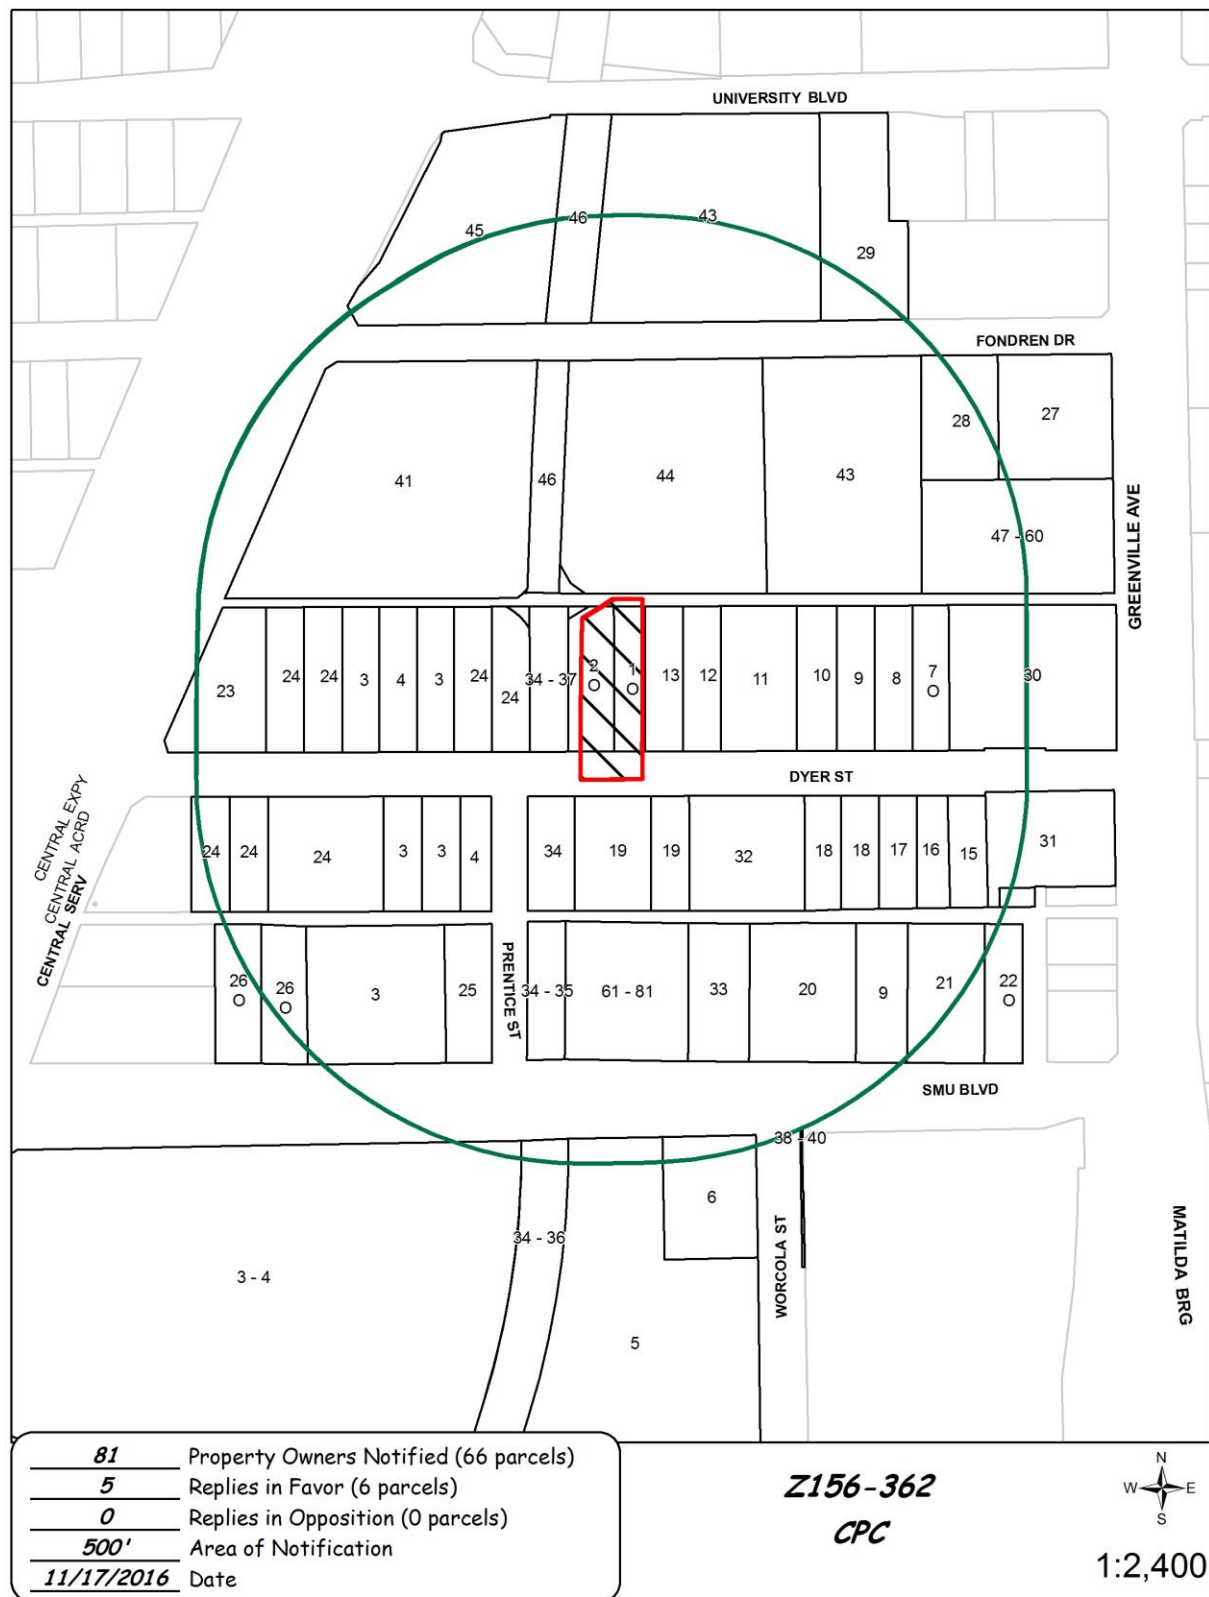 UNIVERSITY BLVD
45
46
43
29
FONDREN DR
28
27
41
46
44
43
47 - 60
GREENVILLE AVE
23
24
24
3
4
3
24
24
34 - 37
2
O
1
O
13
12
11
10
9
8
7
O
30
DYER ST
CENTRAL EXPY
CENTRAL ACRD
CENTRAL SERV
24
24
24
3
3
4
34
19
19
32
18
18
17
16
15
31
26
O
26
O
3
25
PRENTICE ST
34 - 35
61 - 81
33
20
9
21
22
O
SMU BLVD
38 - 40
6
34 - 36
3 - 4
5
WORCOLA ST
MATILDA BRG
81 Property Owners Notified (66 parcels)
5 Replies in Favor (6 parcels)
0 Replies in Opposition (0 parcels)
500' Area of Notification
11/17/2016 Date
Z156-362
CPC
N
W E
S
1:2,400